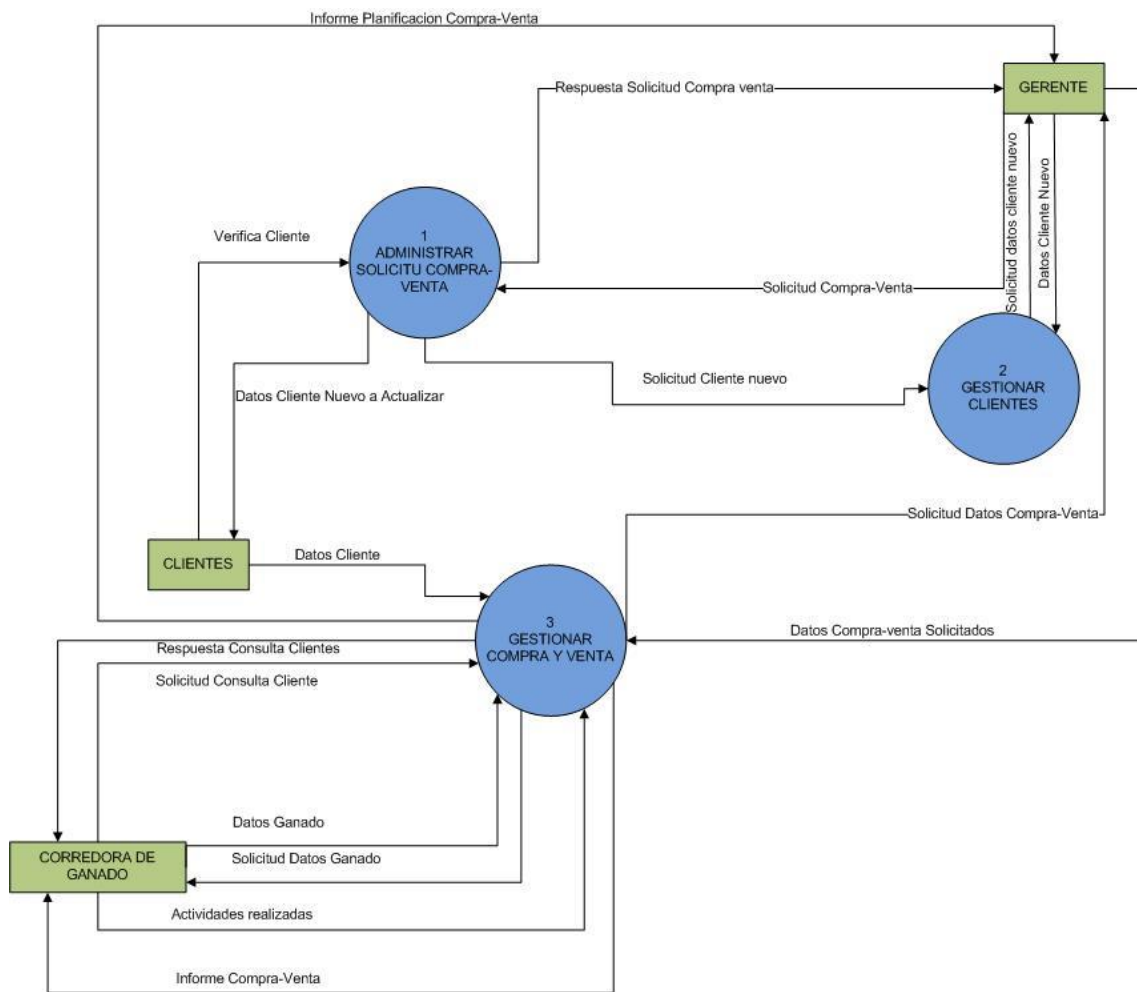 Informe Planificacion Compra-Venta
GERENTE
Respuesta Solicitud Compra venta
Solicitud datos cliente nuevo
Datos Cliente Nuevo
Verifica Cliente
1
ADMINISTRAR
SOLICITU COMPRA-
VENTA
Solicitud Compra-Venta
2
GESTIONAR
CLIENTES
Solicitud Cliente nuevo
Datos Cliente Nuevo a Actualizar
Solicitud Datos Compra-Venta
CLIENTES
Datos Cliente
3
GESTIONAR
COMPRA Y VENTA
Datos Compra-venta Solicitados
Respuesta Consulta Clientes
Solicitud Consulta Cliente
Datos Ganado
CORREDORA DE
GANADO
Solicitud Datos Ganado
Actividades realizadas
Informe Compra-Venta